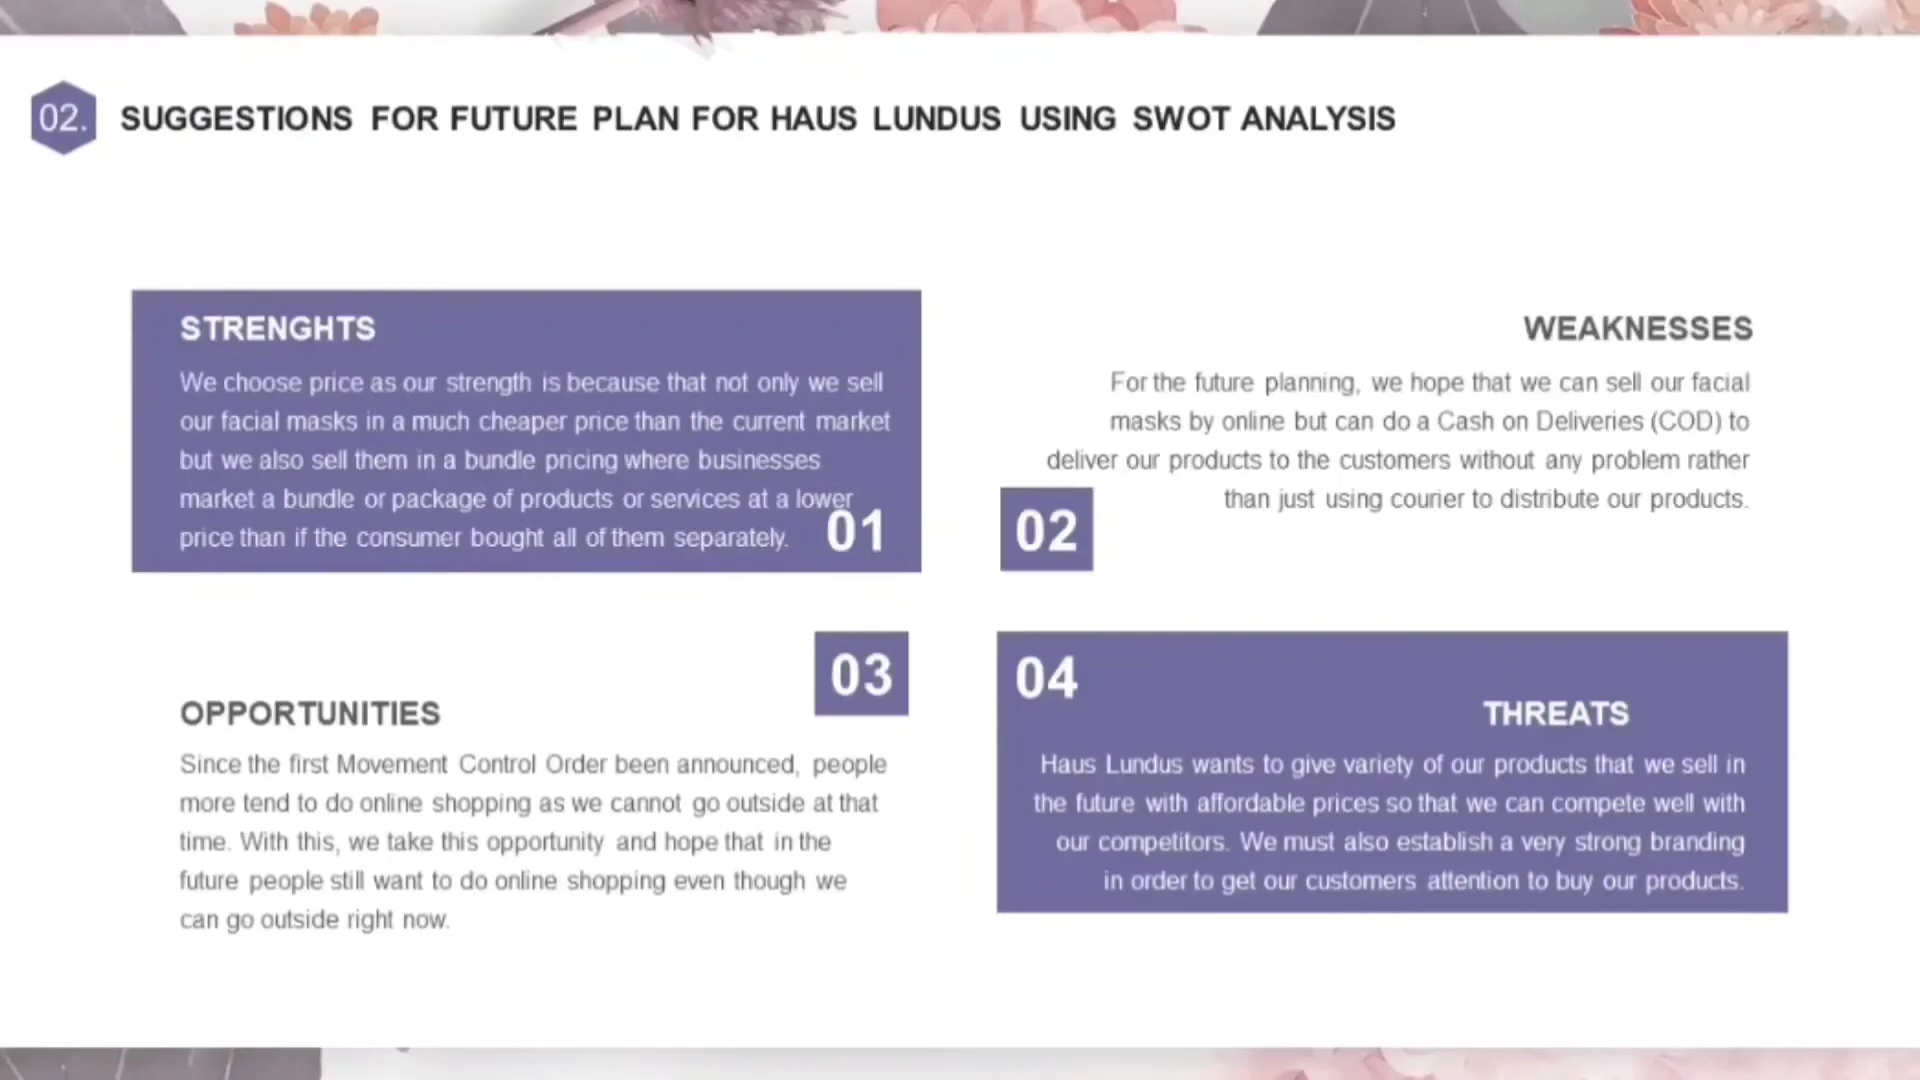 02.
SUGGESTIONS FOR FUTURE PLAN FOR HAUS LUNDUS USING SWOT ANALYSIS
STRENGHTS
We choose price as our strength is because that not only we sell
our facial masks in a much cheaper price than the current market
but we also sell them in a bundle pricing where businesses
market a bundle or package of products or services at a lower
price than if the consumer bought all of them separately.
01
WEAKNESSES
For the future planning, we hope that we can sell our facial
masks by online but can do a Cash on Deliveries (COD) to
deliver our products to the customers without any problem rather
than just using courier to distribute our products.
02
03
OPPORTUNITIES
Since the first Movement Control Order been announced, people
more tend to do online shopping as we cannot go outside at that
time. With this, we take this opportunity and hope that in the
future people still want to do online shopping even though we
can go outside right now.
04
THREATS
Haus Lundus wants to give variety of our products that we sell in
the future with affordable prices so that we can compete well with
our competitors. We must also establish a very strong branding
in order to get our customers attention to buy our products.